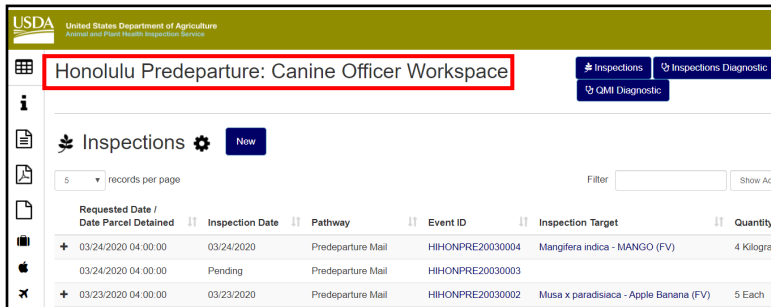 USDA
United States Department of Agriculture
Animal and Plant Health Inspection Service
Honolulu Predeparture: Canine Officer Workspace
Inspections Inspections Diagnostic
QMI Diagnostic
Inspections New
5 records per page Filter Show Ac
Requested Date /
Date Parcel Detained Inspection Date Pathway Event ID Inspection Target Quantity
+ 03/24/2020 04:00:00 03/24/2020 Predeparture Mail HIHONPRE20030004 Mangifera indica - MANGO (FV) 4 Kilogra
03/24/2020 04:00:00 Pending Predeparture Mail HIHONPRE20030003
+ 03/23/2020 04:00:00 03/23/2020 Predeparture Mail HIHONPRE20030002 Musa x paradisiaca - Apple Banana (FV) 5 Each